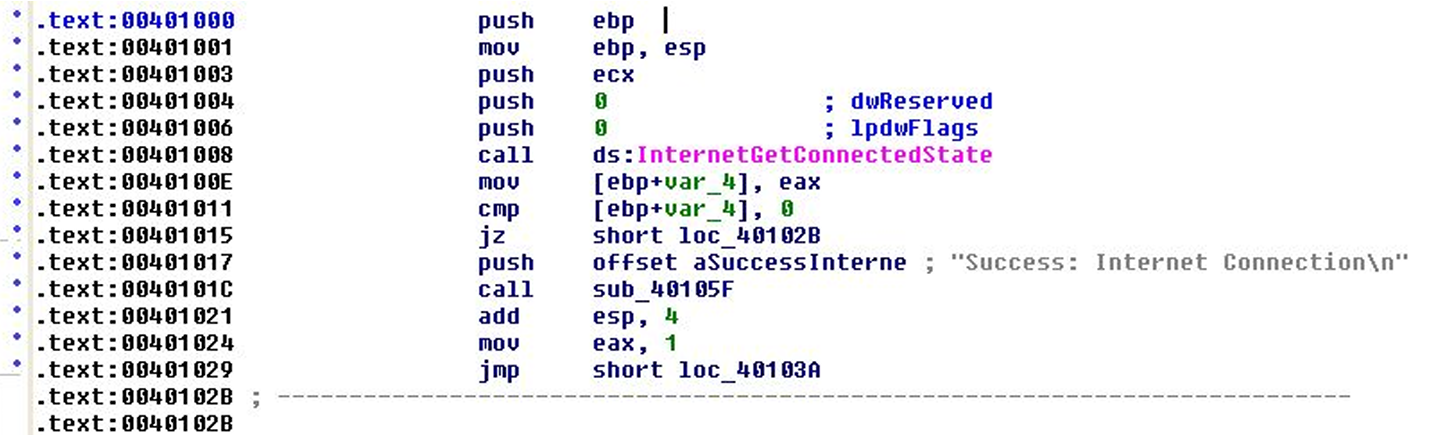 .text:00401000 push ebp
.text:00401001 mov ebp, esp
.text:00401003 push ecx
.text:00401004 push 0 ; dwReserved
.text:00401006 push 0 ; lpdwFlags
.text:00401008 call ds:InternetGetConnectedState
.text:0040100E mov [ebp+var_4], eax
.text:00401011 cmp [ebp+var_4], 0
.text:00401015 jz short loc_40102B
.text:00401017 push offset aSuccessInterne ; "Success: Internet Connection\n"
.text:0040101C call sub_40105F
.text:00401021 add esp, 4
.text:00401024 mov eax, 1
.text:00401029 jmp short loc_40103A
.text:0040102B ; ---------------------------------------------------------------------------
.text:0040102B